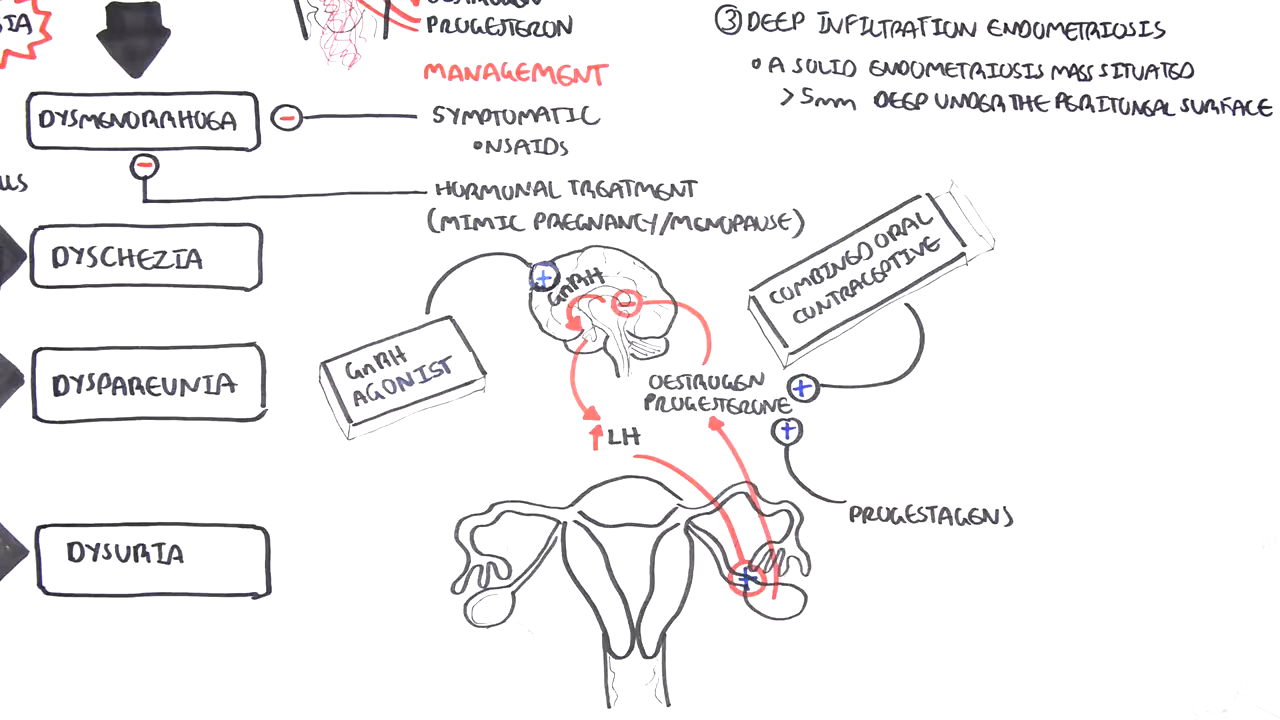 PROGESTERON
MANAGEMENT
DYSMENORRHOEA
SYMPTOMATIC
• NSAIDS
HORMONAL TREATMENT
(MIMIC PREGNANCY/MENOPAUSE)
DYSCHEZIA
DYSPAREUNIA
DYSURIA
GnRH
AGONIST
GnRH
↑ LH
OESTROGEN
PROGESTERONE
COMBINED ORAL
CONTRACEPTIVE
PROGESTAGENS
③ DEEP INFILTRATION ENDOMETRIOSIS
• A SOLID ENDOMETRIOSIS MASS SITUATED
> 5mm DEEP UNDER THE PERITONEAL SURFACE